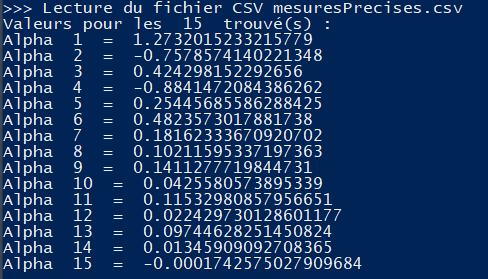 >>> Lecture du fichier CSV mesuresPrecises.csv
Valeurs pour les  15  trouvé(s) :
Alpha  1  =  1.2732015233215779
Alpha  2  =  -0.7578574140221348
Alpha  3  =  0.424298152292656
Alpha  4  =  -0.8841472084386262
Alpha  5  =  0.25445685586288425
Alpha  6  =  0.4823573017881738
Alpha  7  =  0.18162333670920702
Alpha  8  =  0.10211595337197363
Alpha  9  =  0.1411277719844731
Alpha  10  =  0.0425580573895339
Alpha  11  =  0.11532980857956651
Alpha  12  =  0.022429730128601177
Alpha  13  =  0.09744628251450824
Alpha  14  =  0.01345909092708365
Alpha  15  =  -0.00017425750279096​84